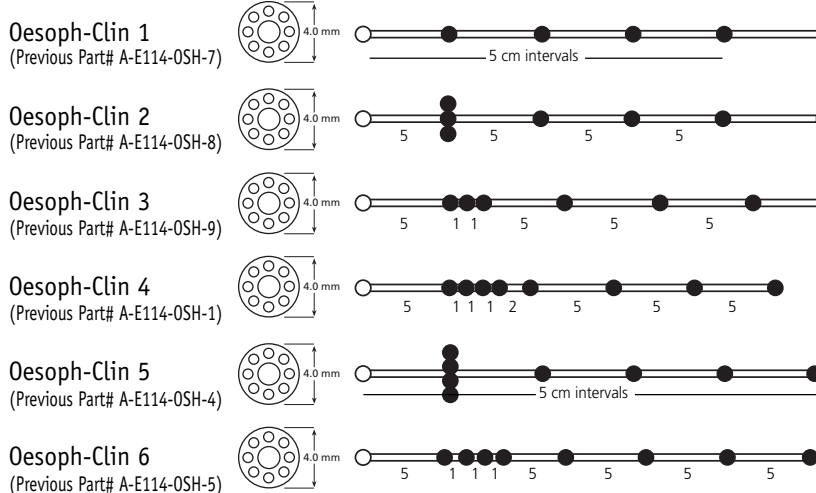 Oesoph-Clin 1
(Previous Part# A-E114-OSH-7)
4.0 mm
5 cm intervals
Oesoph-Clin 2
(Previous Part# A-E114-OSH-8)
4.0 mm
5 5 5 5
Oesoph-Clin 3
(Previous Part# A-E114-OSH-9)
4.0 mm
5 1 1 5 5 5
Oesoph-Clin 4
(Previous Part# A-E114-OSH-1)
4.0 mm
5 1 1 1 2 5 5 5
Oesoph-Clin 5
(Previous Part# A-E114-OSH-4)
4.0 mm
5 cm intervals
Oesoph-Clin 6
(Previous Part# A-E114-OSH-5)
4.0 mm
5 1 1 1 5 5 5 5